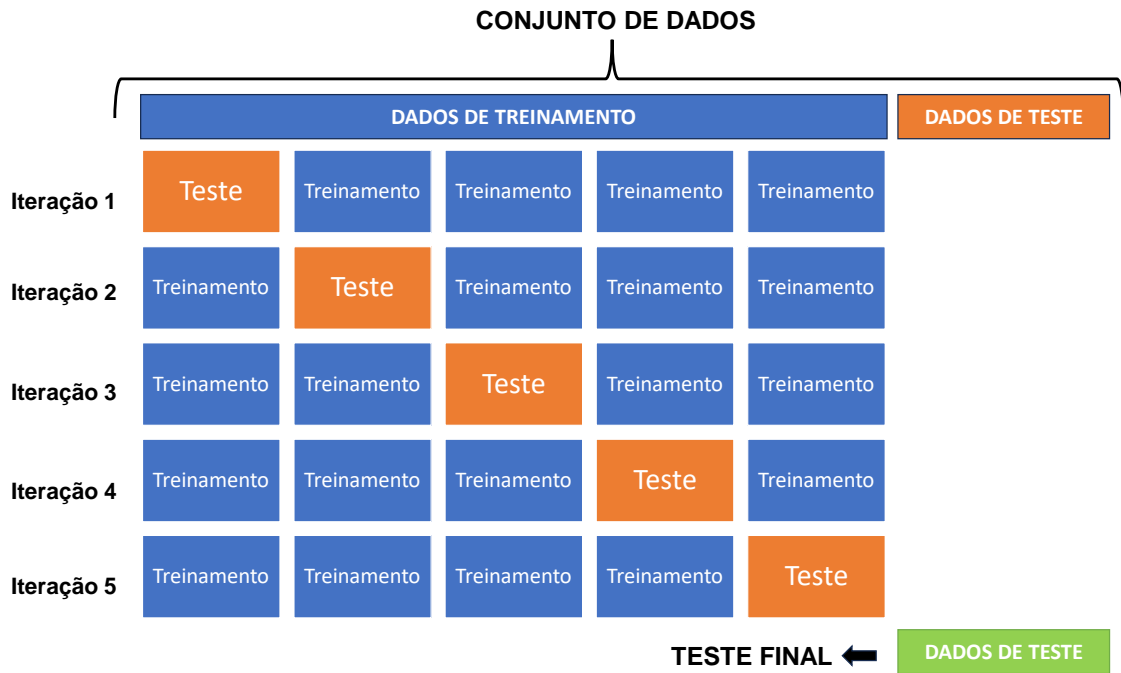 CONJUNTO DE DADOS
DADOS DE TREINAMENTO DADOS DE TESTE
Iteração 1 Teste Treinamento Treinamento Treinamento Treinamento
Iteração 2 Treinamento Teste Treinamento Treinamento Treinamento
Iteração 3 Treinamento Treinamento Teste Treinamento Treinamento
Iteração 4 Treinamento Treinamento Treinamento Teste Treinamento
Iteração 5 Treinamento Treinamento Treinamento Treinamento Teste
TESTE FINAL DADOS DE TESTE